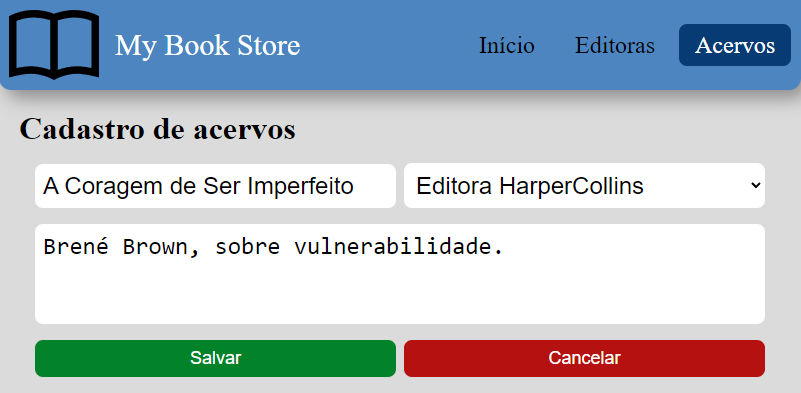 My Book Store
Início Editoras Acervos
Cadastro de acervos
A Coragem de Ser Imperfeito
Editora HarperCollins
Brené Brown, sobre vulnerabilidade.
Salvar
Cancelar